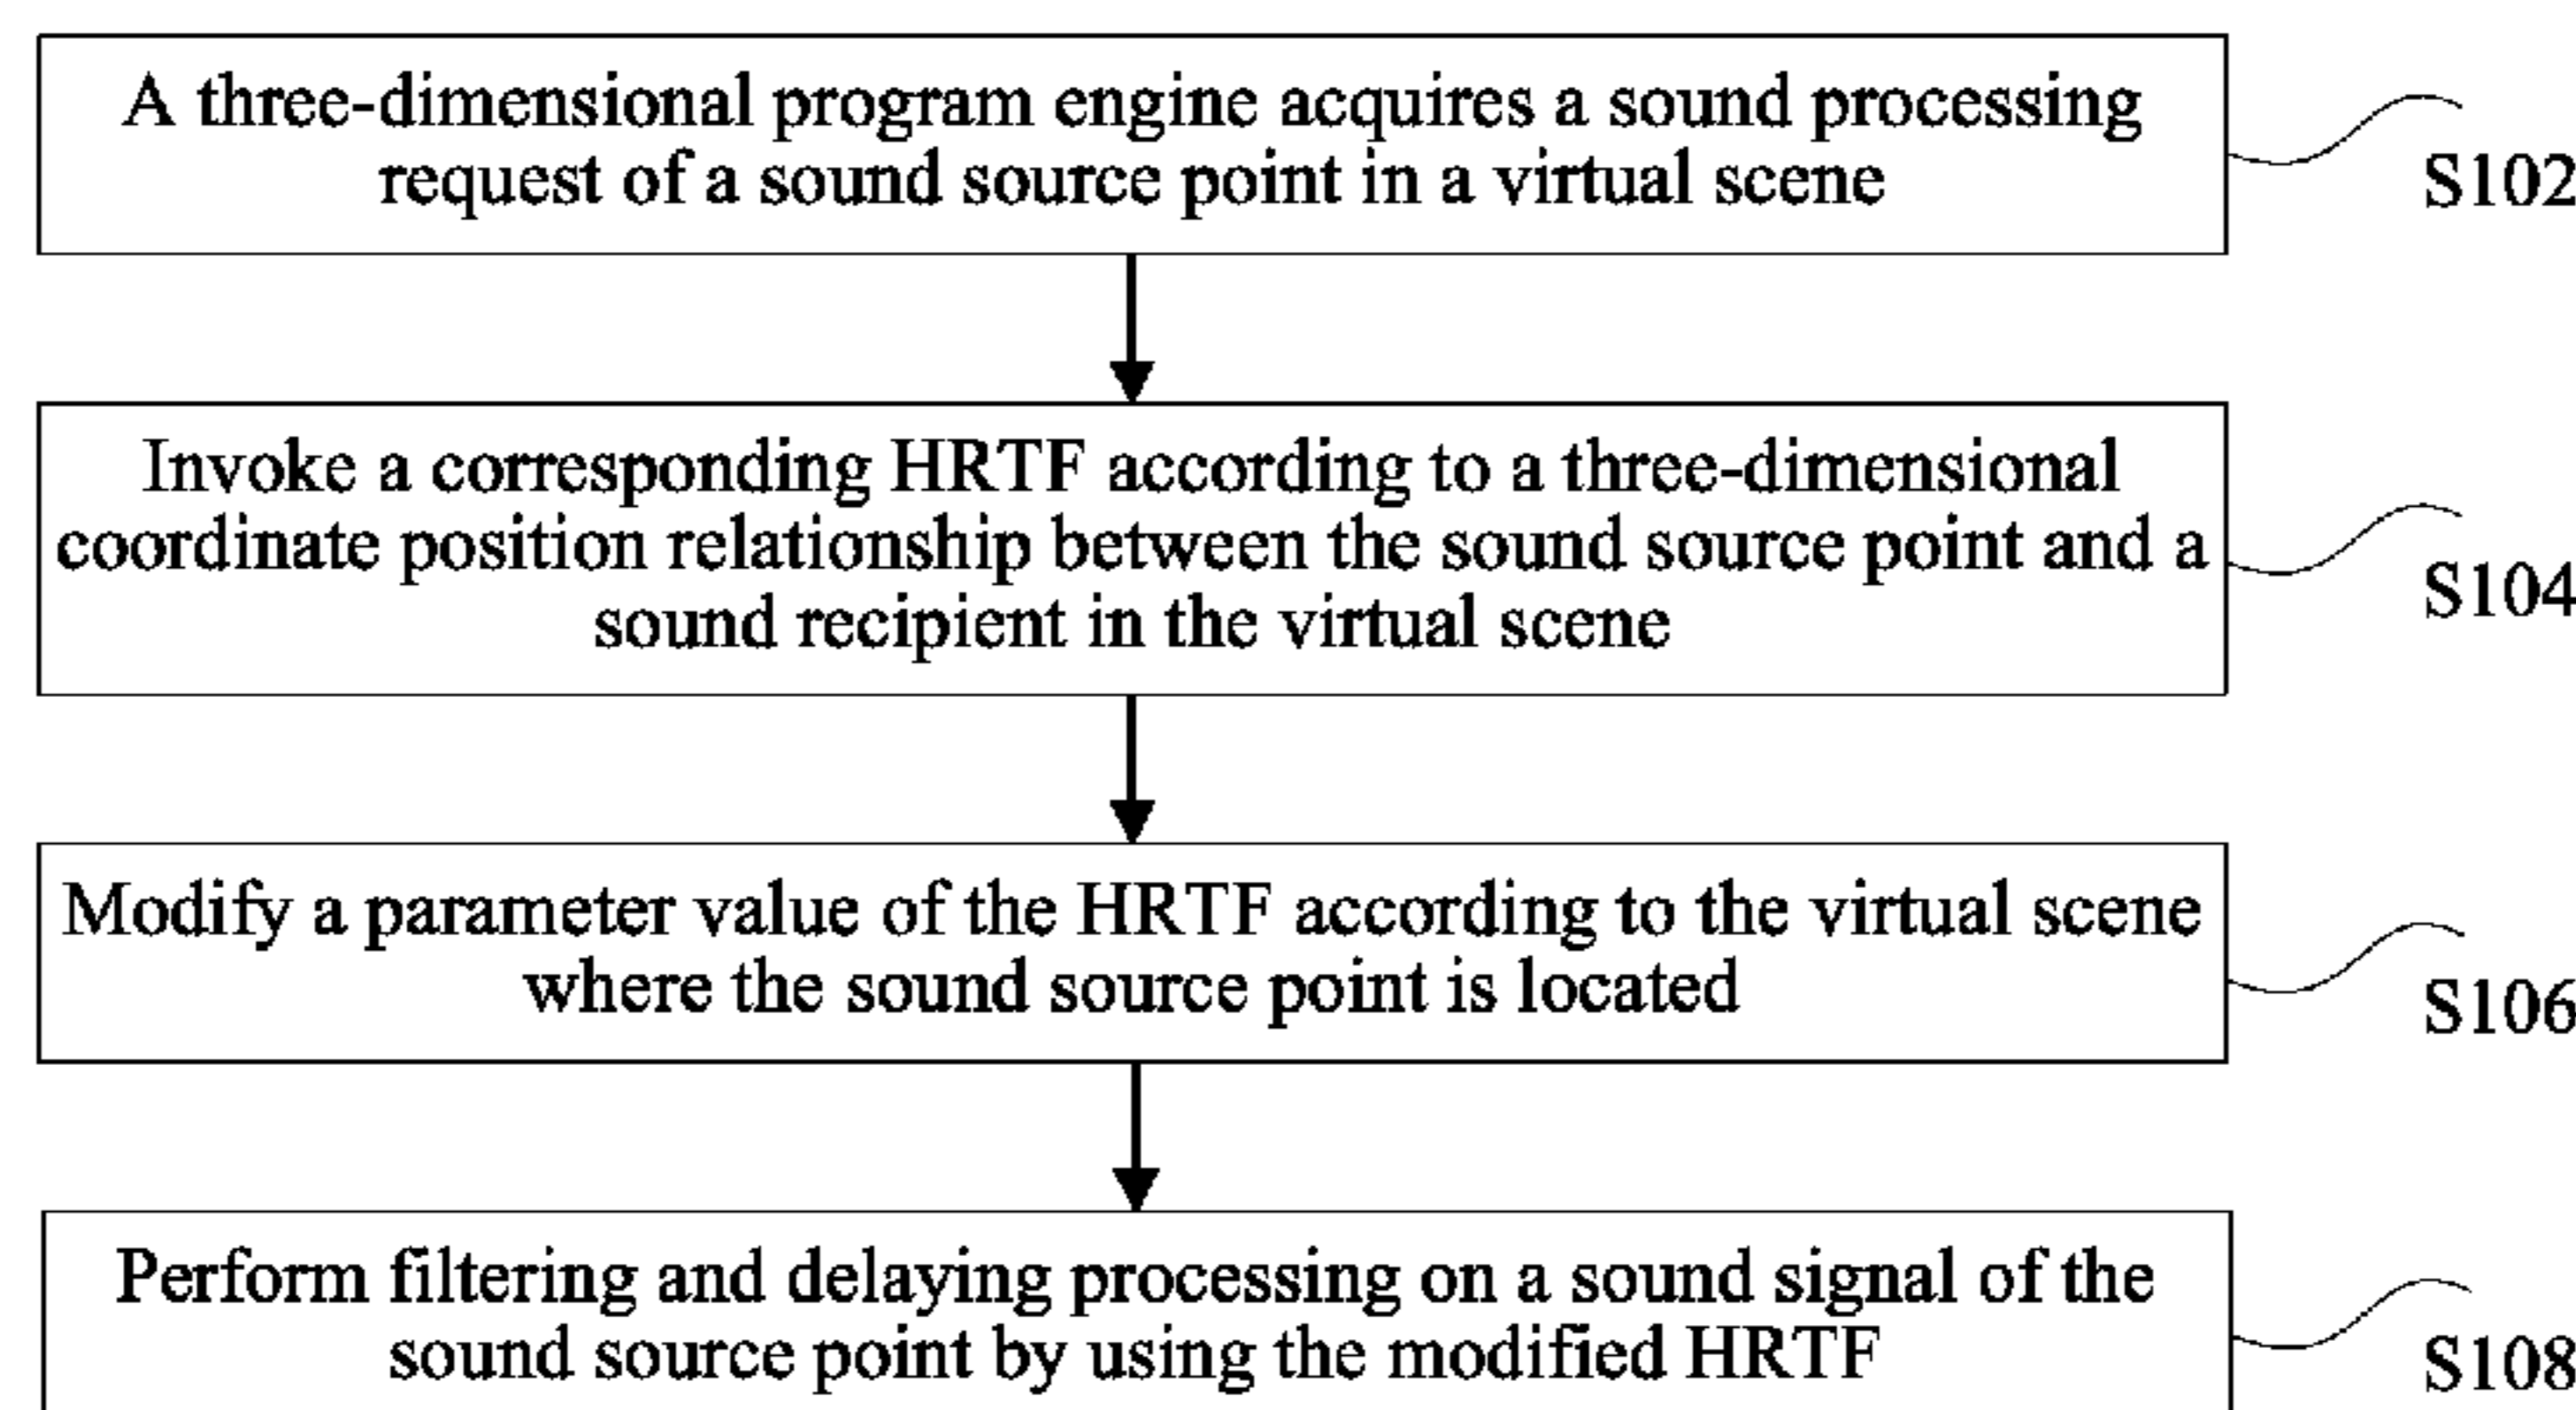 A three-dimensional program engine acquires a sound processing
request of a sound source point in a virtual scene
S102
Invoke a corresponding HRTF according to a three-dimensional
coordinate position relationship between the sound source point and a
sound recipient in the virtual scene
S104
Modify a parameter value of the HRTF according to the virtual scene
where the sound source point is located
S106
Perform filtering and delaying processing on a sound signal of the
sound source point by using the modified HRTF
S108